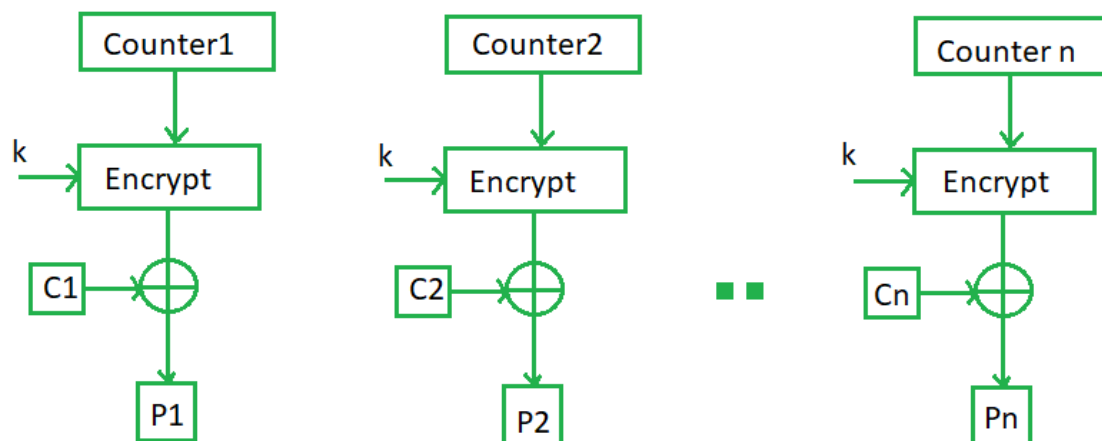 Counter1
Counter2
Counter n
k
Encrypt
k
Encrypt
k
Encrypt
C1
C2
Cn
P1
P2
Pn